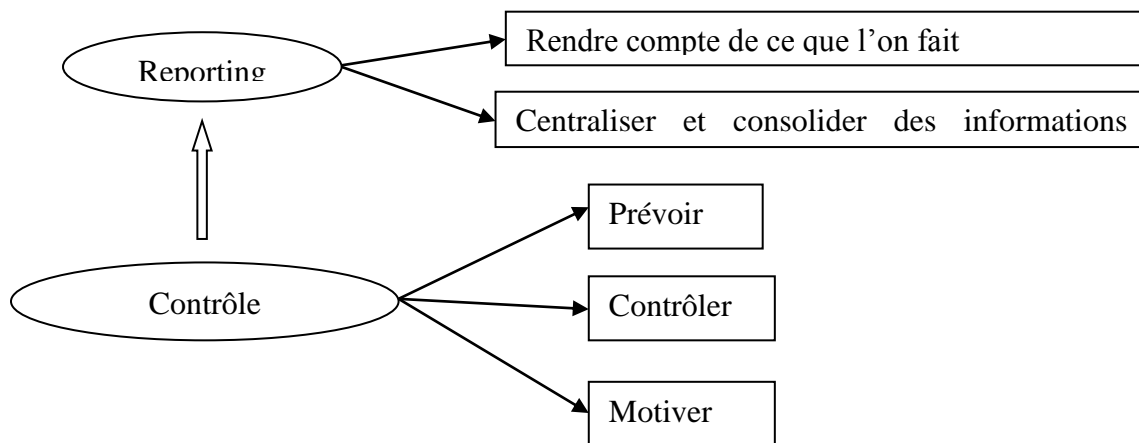 Rendre compte de ce que l’on fait
Reporting
Centraliser et consolider des informations
Prévoir
Contrôle
Contrôler
Motiver